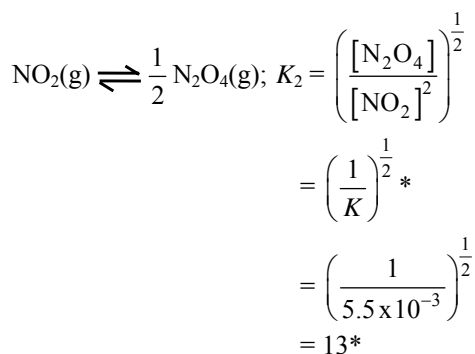 NO₂(g) ⇌ 1/2 N₂O₄(g); K₂ = ([N₂O₄]/[NO₂]²)^(1/2)
= (1/K)^(1/2) *
= (1/(5.5 x 10⁻³))^(1/2)
= 13*